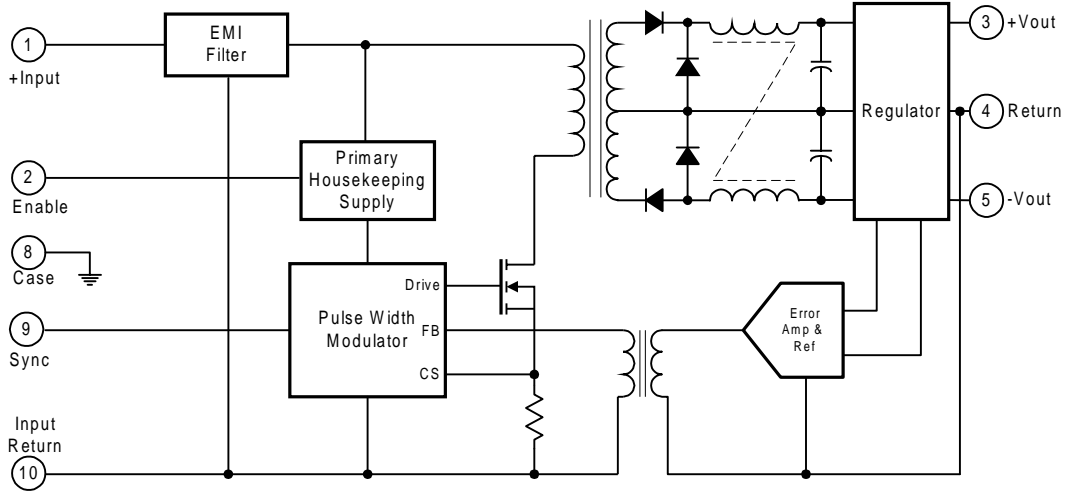 1
+Input
EMI
Filter
3
+Vout
Regulator
4
Return
5
-Vout
2
Enable
Primary
Housekeeping
Supply
8
Case
Drive
Pulse Width
Modulator
FB
CS
9
Sync
Error
Amp &
Ref
Input
Return
10